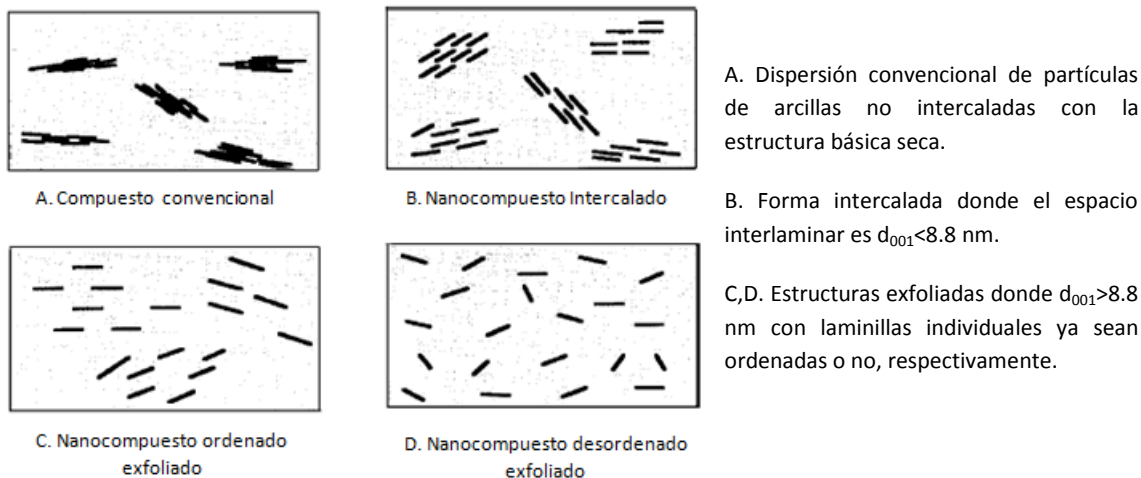 A. Compuesto convencional
B. Nanocompuesto Intercalado
C. Nanocompuesto ordenado
exfoliado
D. Nanocompuesto desordenado
exfoliado
A. Dispersión convencional de partículas
de arcillas no intercaladas con la
estructura básica seca.
B. Forma intercalada donde el espacio
interlaminar es d₀₀₁<8.8 nm.
C,D. Estructuras exfoliadas donde d₀₀₁>8.8
nm con laminillas individuales ya sean
ordenadas o no, respectivamente.